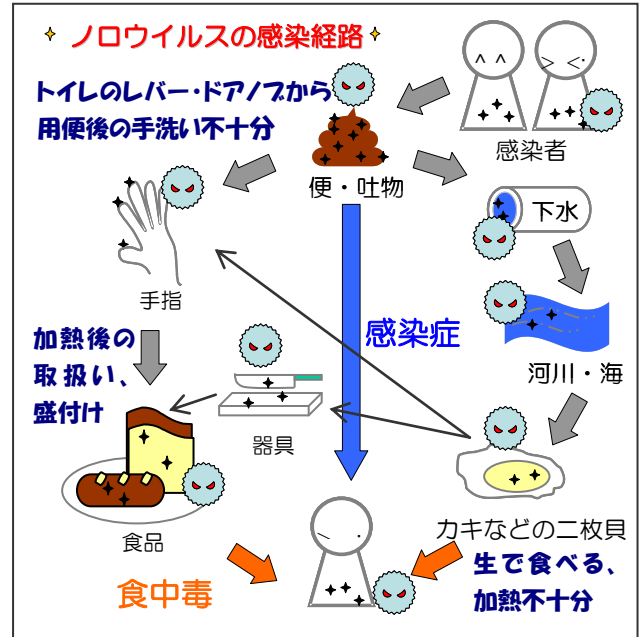 ノロウイルスの感染経路
トイレのレバー・ドアノブから
用便後の手洗い不十分
感染者
便・吐物
下水
手指
感染症
河川・海
加熱後の
取扱い、
盛付け
器具
カキなどの二枚貝
食品
生で食べる、
加熱不十分
食中毒